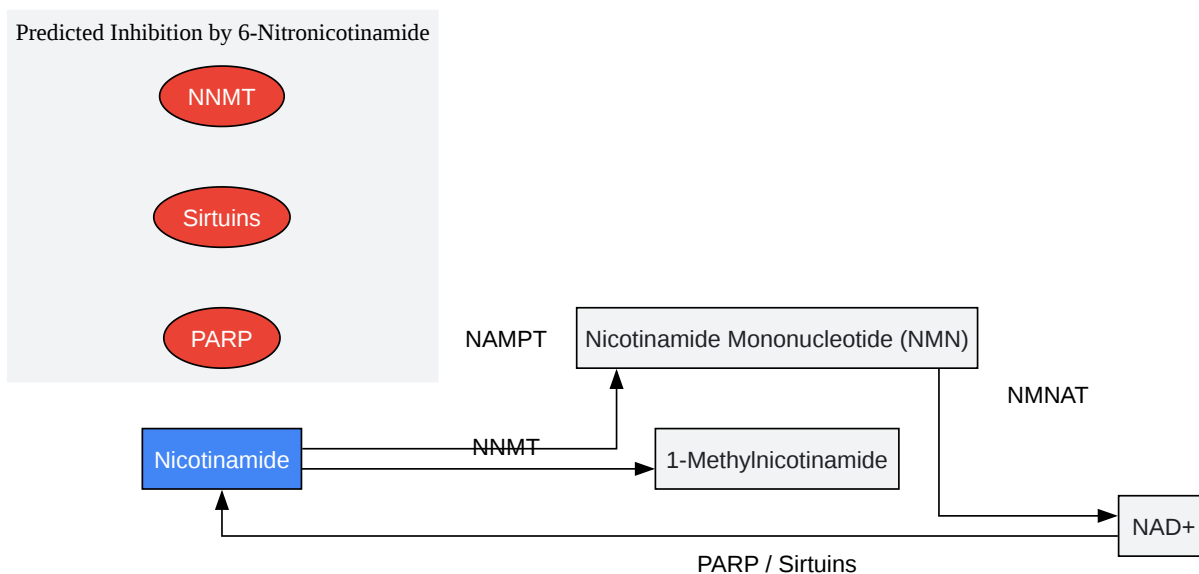 Predicted Inhibition by 6-Nitronicotinamide
NNMT
Sirtuins
PARP
NAMPT
Nicotinamide Mononucleotide (NMN)
NMNAT
Nicotinamide
NNMT
1-Methylnicotinamide
NAD+
PARP / Sirtuins